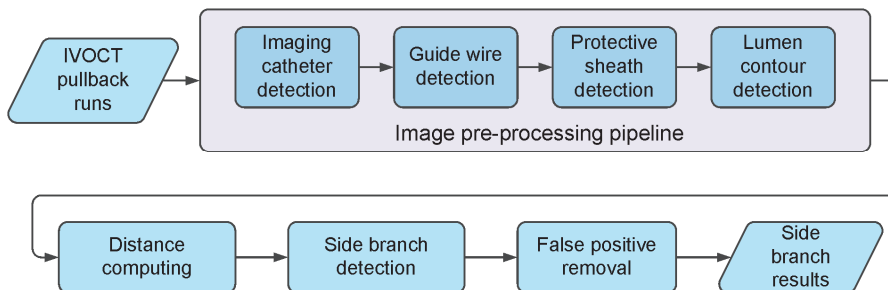 IVOCT
pullback
runs
Imaging
catheter
detection
Guide wire
detection
Protective
sheath
detection
Lumen
contour
detection
Image pre-processing pipeline
Distance
computing
Side branch
detection
False positive
removal
Side
branch
results